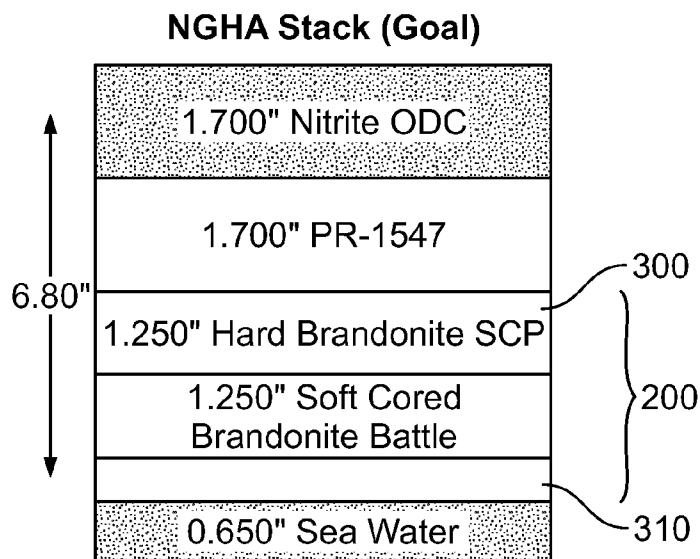 NGHA Stack (Goal)
1.700" Nitrite ODC
1.700" PR-1547
300
6.80"
1.250" Hard Brandonite SCP
200
1.250" Soft Cored
Brandonite Battle
310
0.650" Sea Water